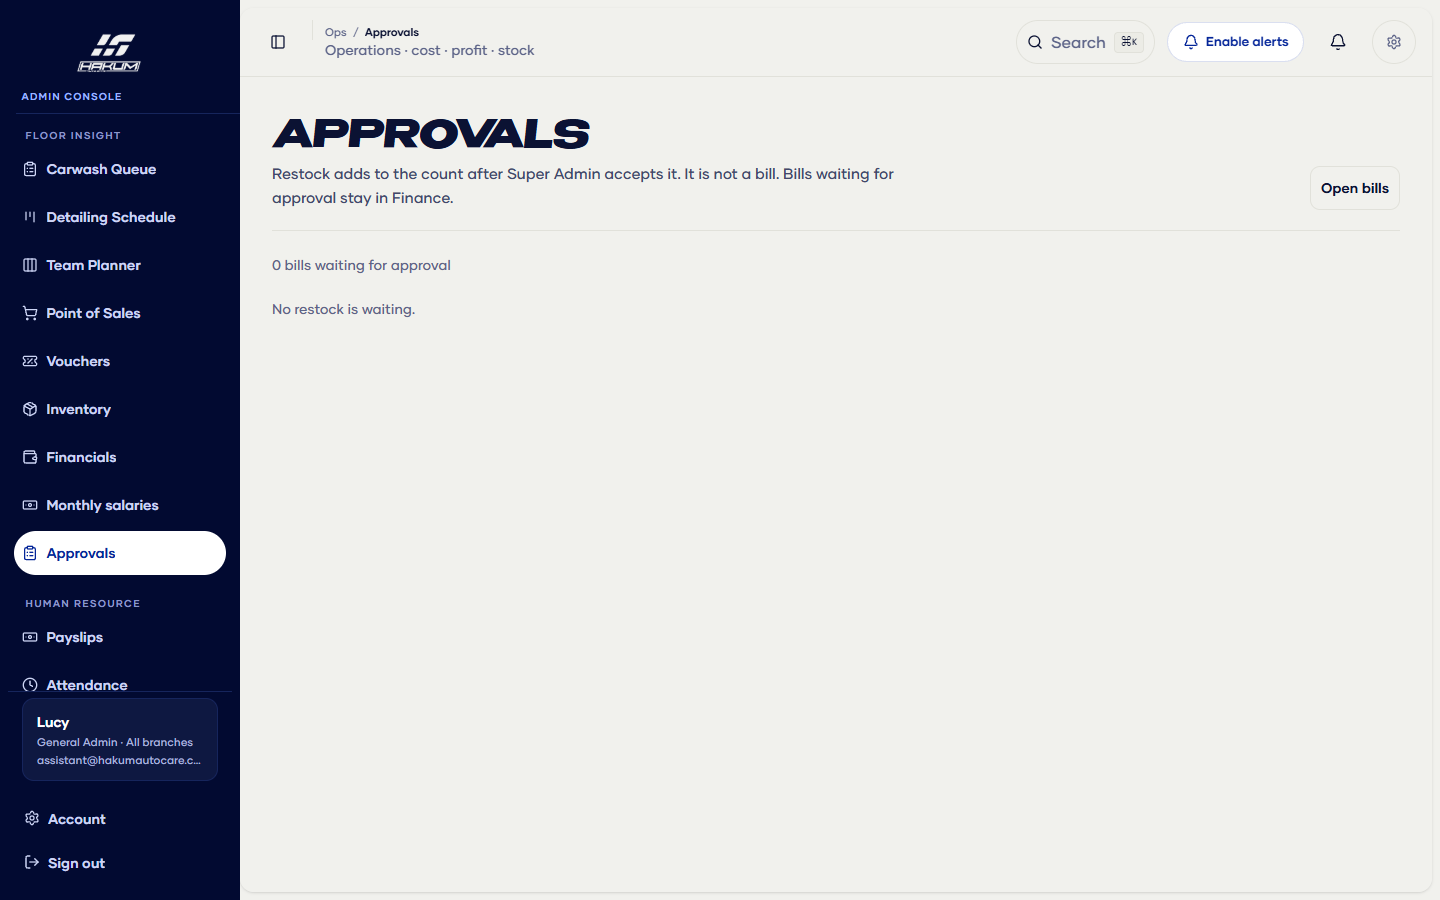 HAKUM
ADMIN CONSOLE
FLOOR INSIGHT
Carwash Queue
Detailing Schedule
Team Planner
Point of Sales
Vouchers
Inventory
Financials
Monthly salaries
Approvals
HUMAN RESOURCE
Payslips
Attendance
Lucy
General Admin · All branches
assistant@hakumautocare.c...
Account
Sign out
Ops / Approvals
Operations · cost · profit · stock
Search ⌘K
Enable alerts
APPROVALS
Restock adds to the count after Super Admin accepts it. It is not a bill. Bills waiting for
approval stay in Finance.
Open bills
0 bills waiting for approval
No restock is waiting.